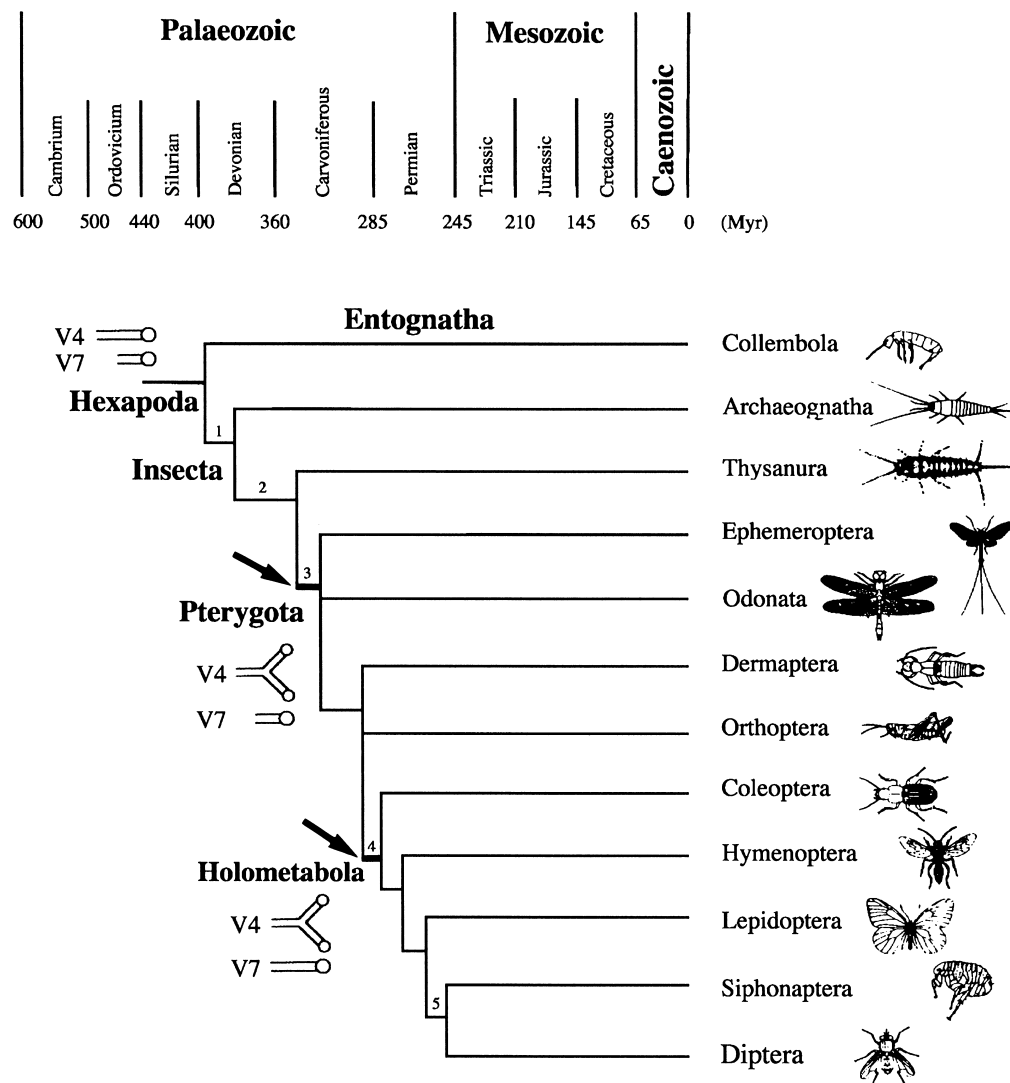 Palaeozoic
Mesozoic
Caenozoic
Cambrium
Ordovicium
Silurian
Devonian
Carvoniferous
Permian
Triassic
Jurassic
Cretaceous
600 500 440 400 360 285 245 210 145 65 0 (Myr)
Entognatha
V4
V7
Hexapoda
Collembola
Archaeognatha
1
Insecta
2
Thysanura
Ephemeroptera
3
Pterygota
Odonata
V4
V7
Dermaptera
Orthoptera
Coleoptera
4
Holometabola
Hymenoptera
V4
V7
Lepidoptera
Siphonaptera
5
Diptera